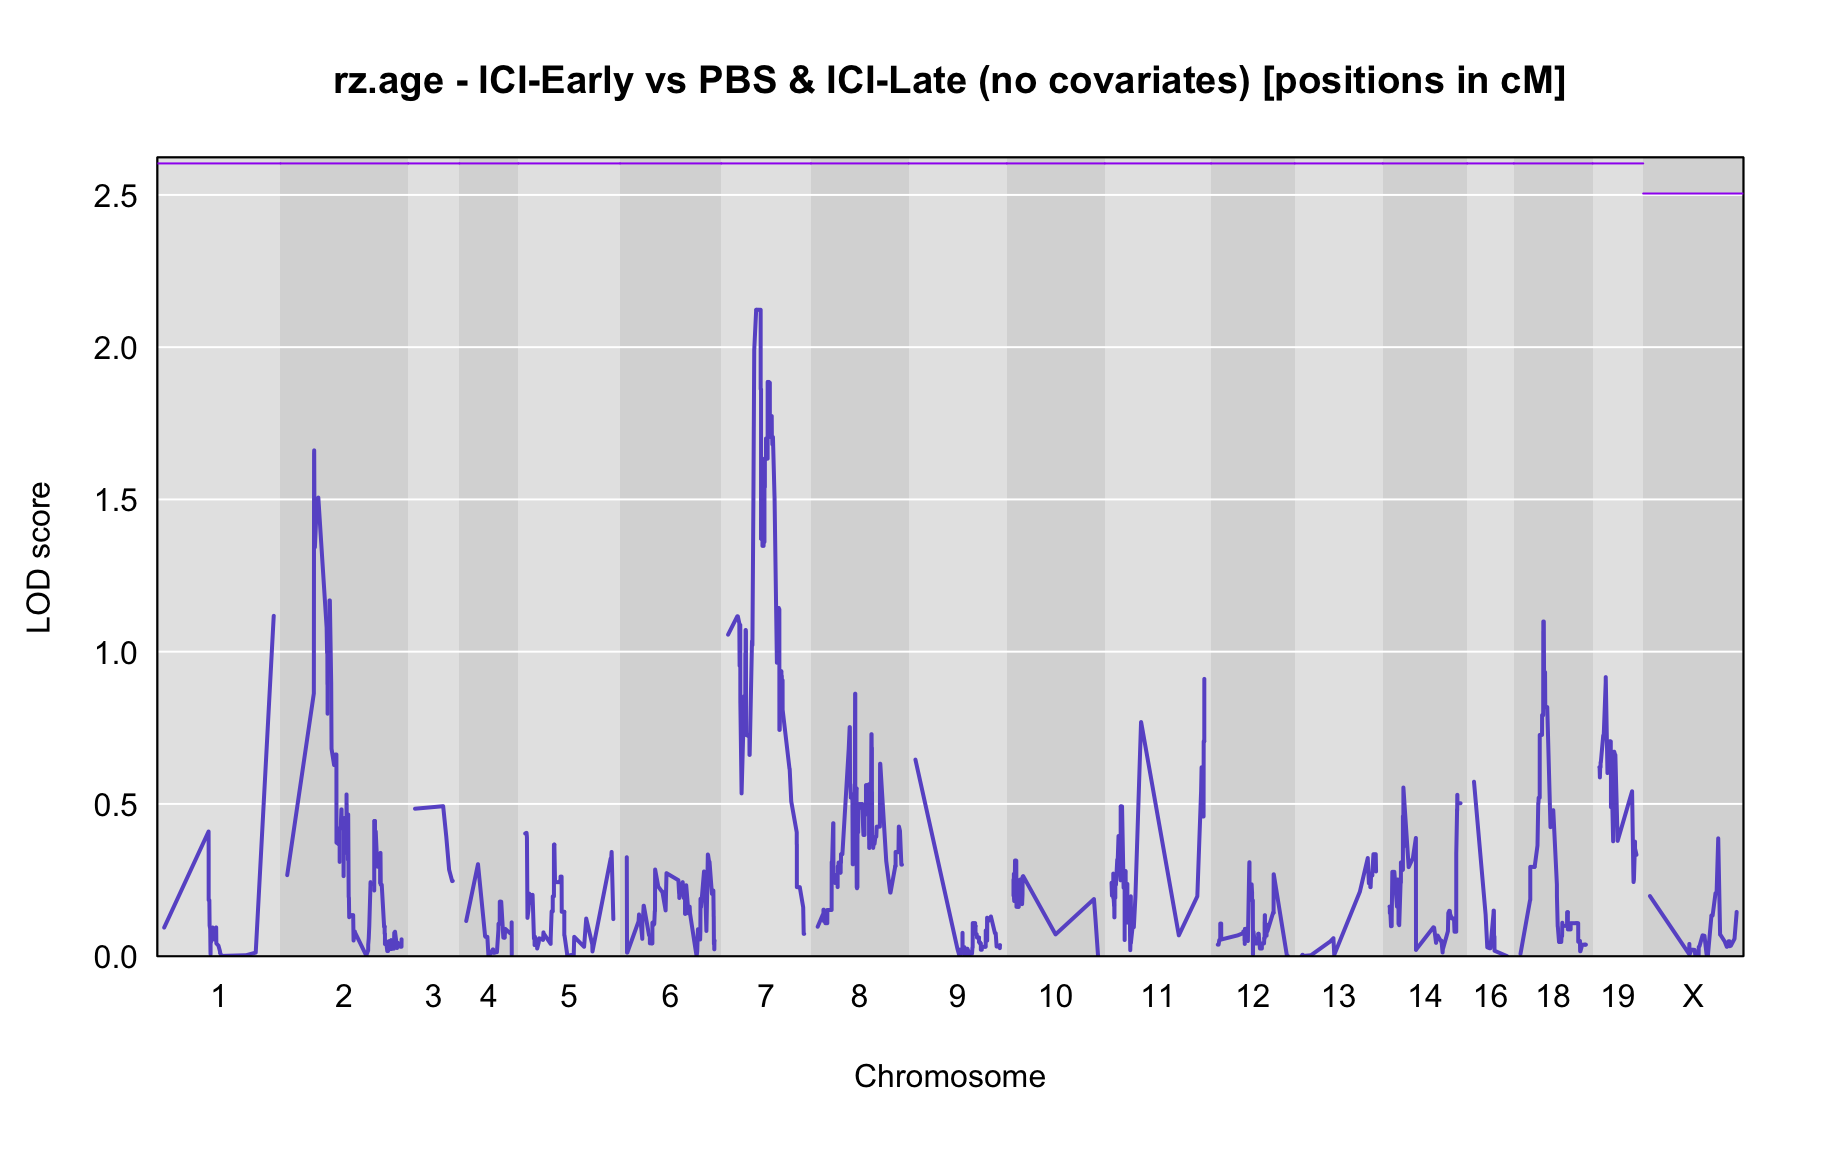 rz.age - ICI-Early vs PBS & ICI-Late (no covariates) [positions in cM]
LOD score
2.5
2.0
1.5
1.0
0.5
0.0
1 2 3 4 5 6 7 8 9 10 11 12 13 14 16 18 19 X
Chromosome